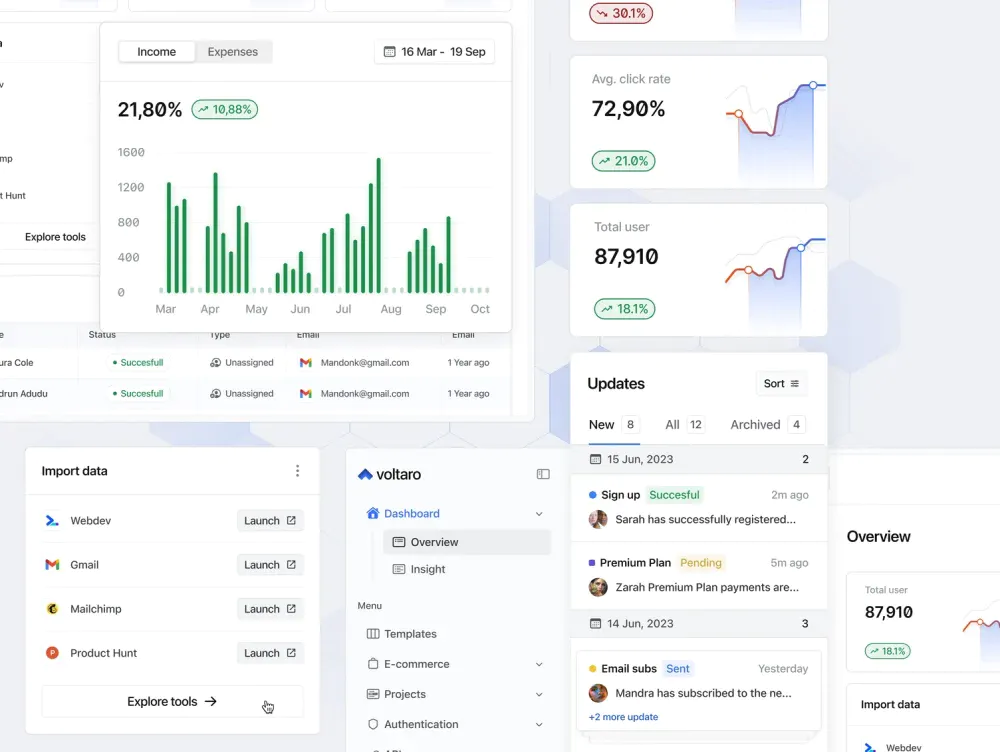 30.1%
Income
Expenses
16 Mar - 19 Sep
21,80%
10,88%
1600
1200
800
400
0
Mar
Apr
May
Jun
Jul
Aug
Sep
Oct
t Hunt
Explore tools
Status
Type
Email
Email
ura Cole
Succesfull
Unassigned
Mandonk@gmail.com
1 Year ago
drun Adudu
Succesfull
Unassigned
Mandonk@gmail.com
1 Year ago
Avg. click rate
72,90%
21.0%
Total user
87,910
18.1%
Updates
Sort
New 8
All 12
Archived 4
15 Jun, 2023
2
Sign up Succesful
2m ago
Sarah has successfully registered...
Premium Plan Pending
5m ago
Zarah Premium Plan payments are...
14 Jun, 2023
3
Email subs Sent
Yesterday
Mandra has subscribed to the ne...
+2 more update
Import data
Webdev
Launch
Gmail
Launch
Mailchimp
Launch
Product Hunt
Launch
Explore tools
voltaro
Dashboard
Overview
Insight
Menu
Templates
E-commerce
Projects
Authentication
Overview
Total user
87,910
18.1%
Import data
Webdev